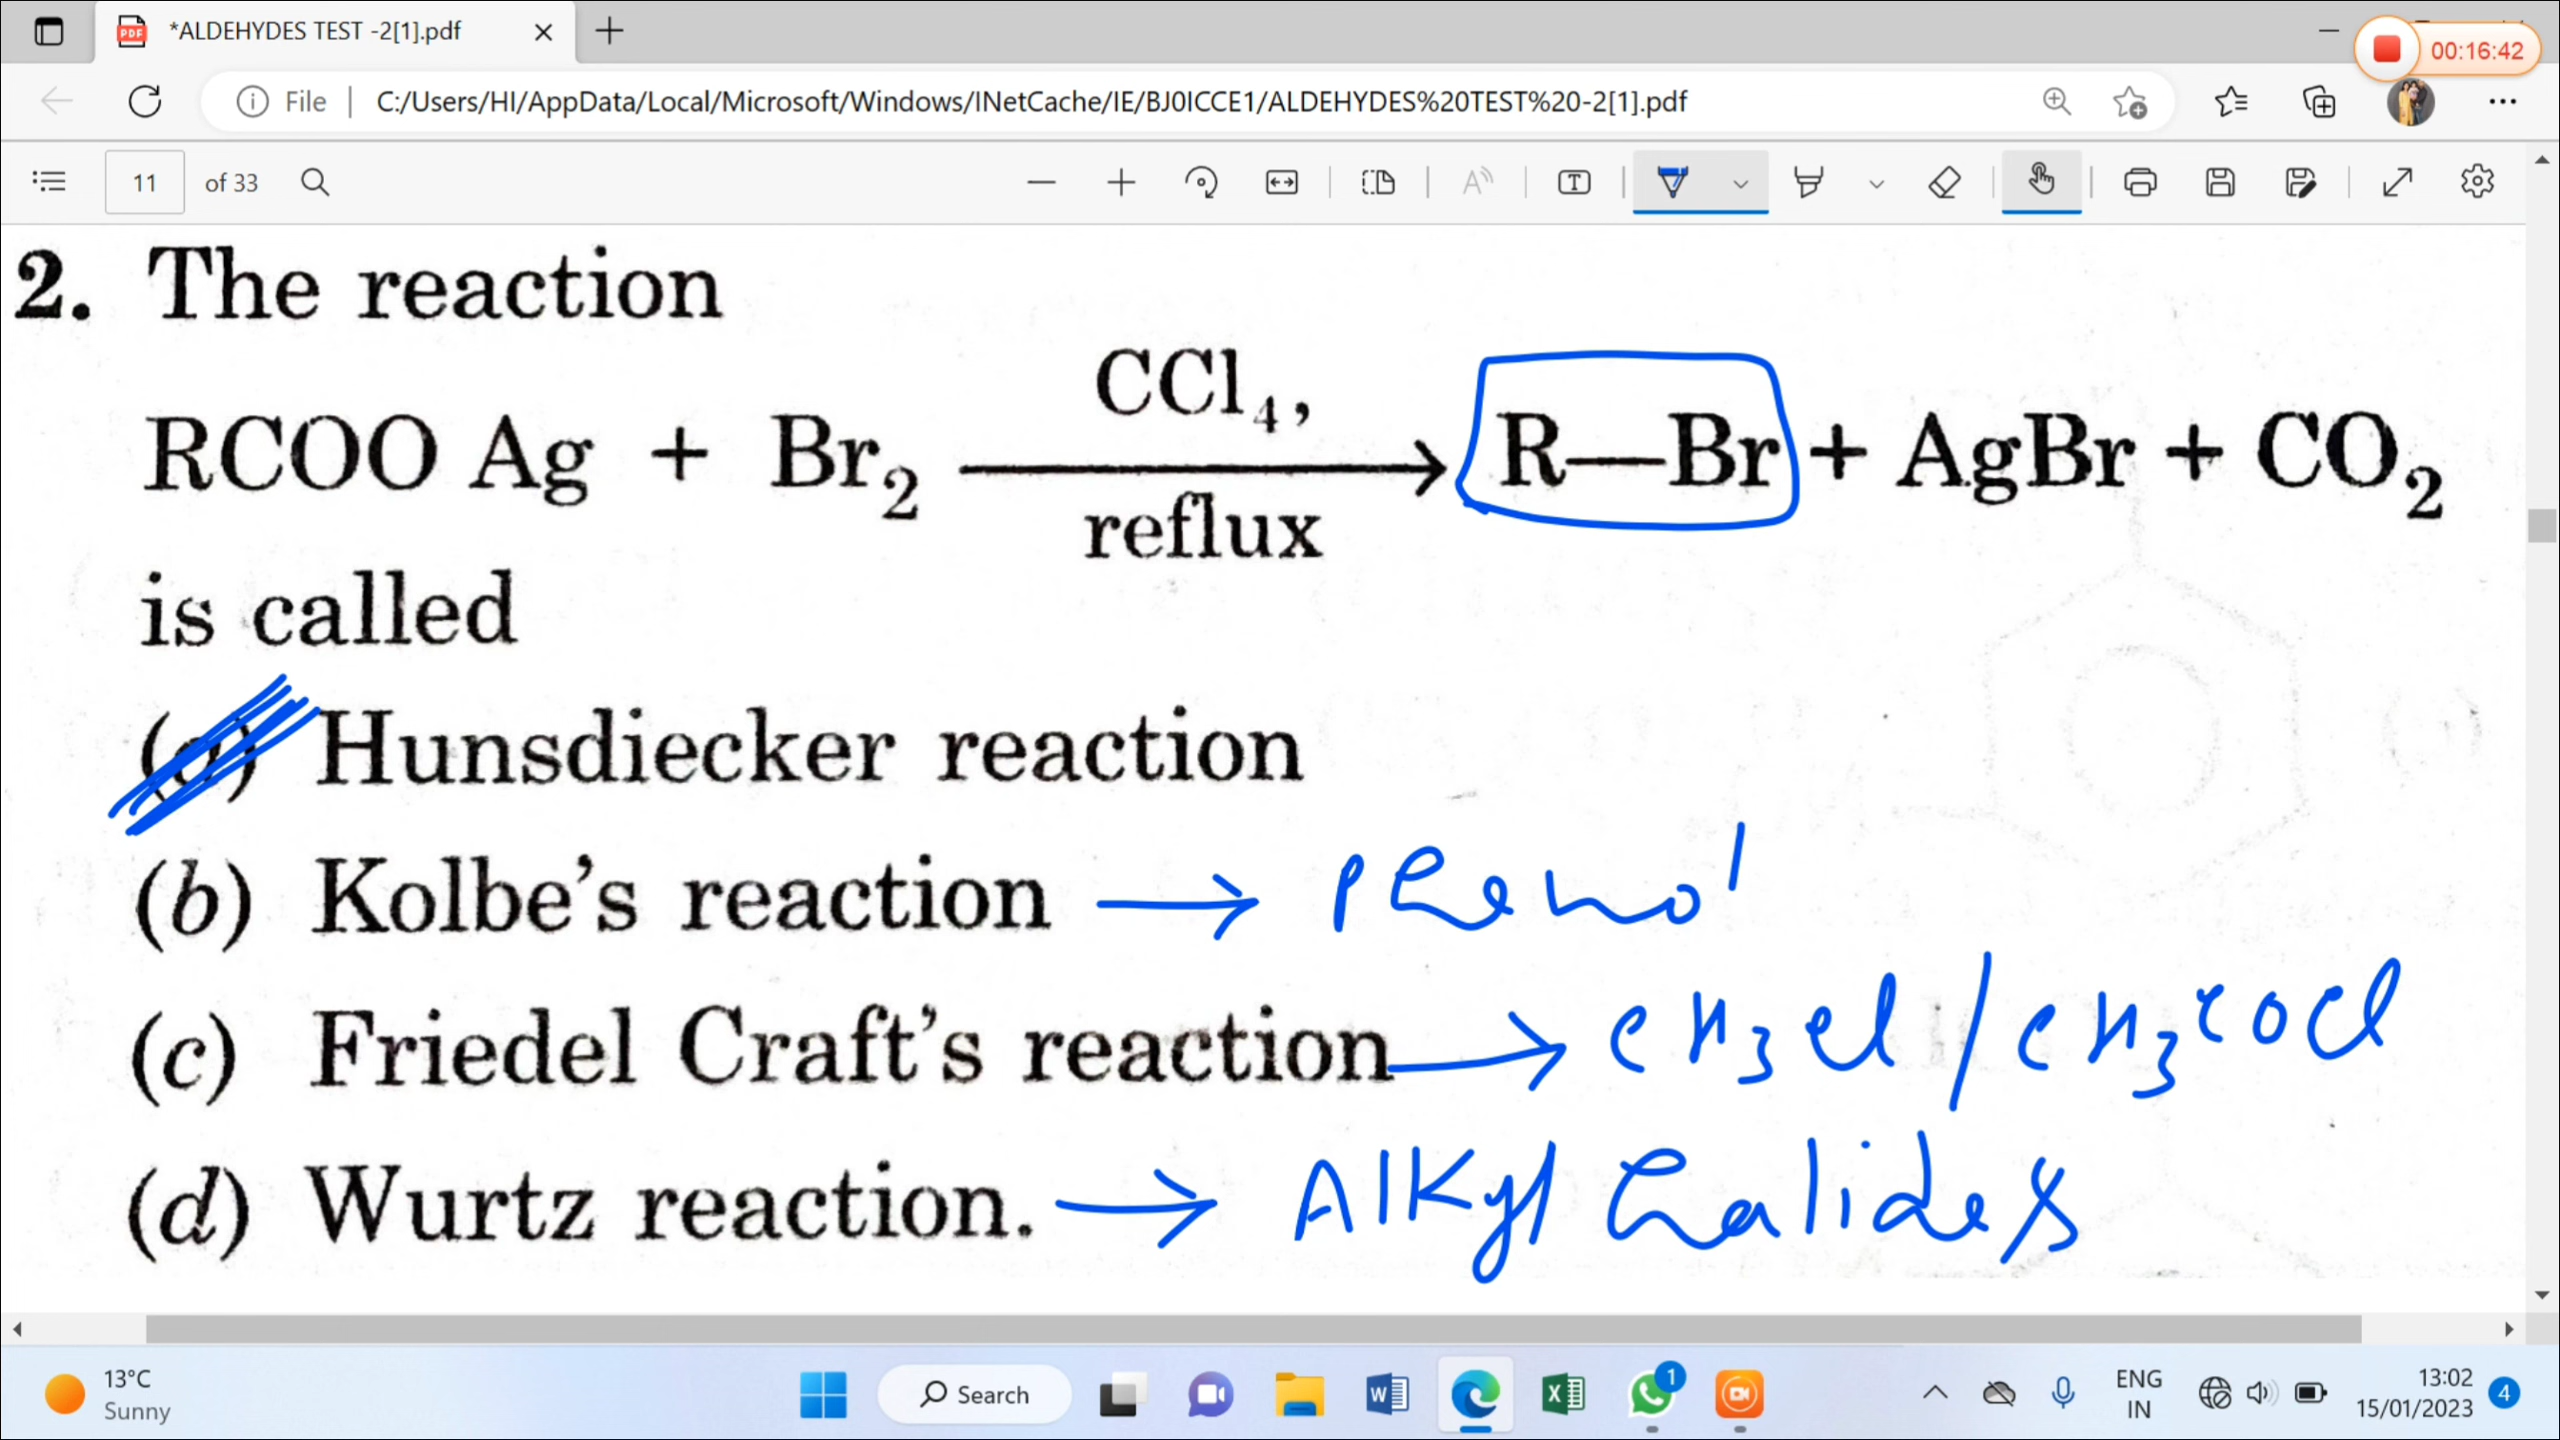 *ALDEHYDES TEST -2[1].pdf
00:16:42
File | C:/Users/HI/AppData/Local/Microsoft/Windows/INetCache/IE/BJ0ICCE1/ALDEHYDES%20TEST%20-2[1].pdf
11 of 33
2. The reaction
CCl4,
RCOO Ag + Br2 → R—Br + AgBr + CO2
reflux
is called
(a) Hunsdiecker reaction
(b) Kolbe's reaction → phenol
(c) Friedel Craft's reaction → CH3Cl / CH3COCl
(d) Wurtz reaction. → Alkyl halides
13°C
Sunny
Search
1
ENG
IN
13:02
15/01/2023
4